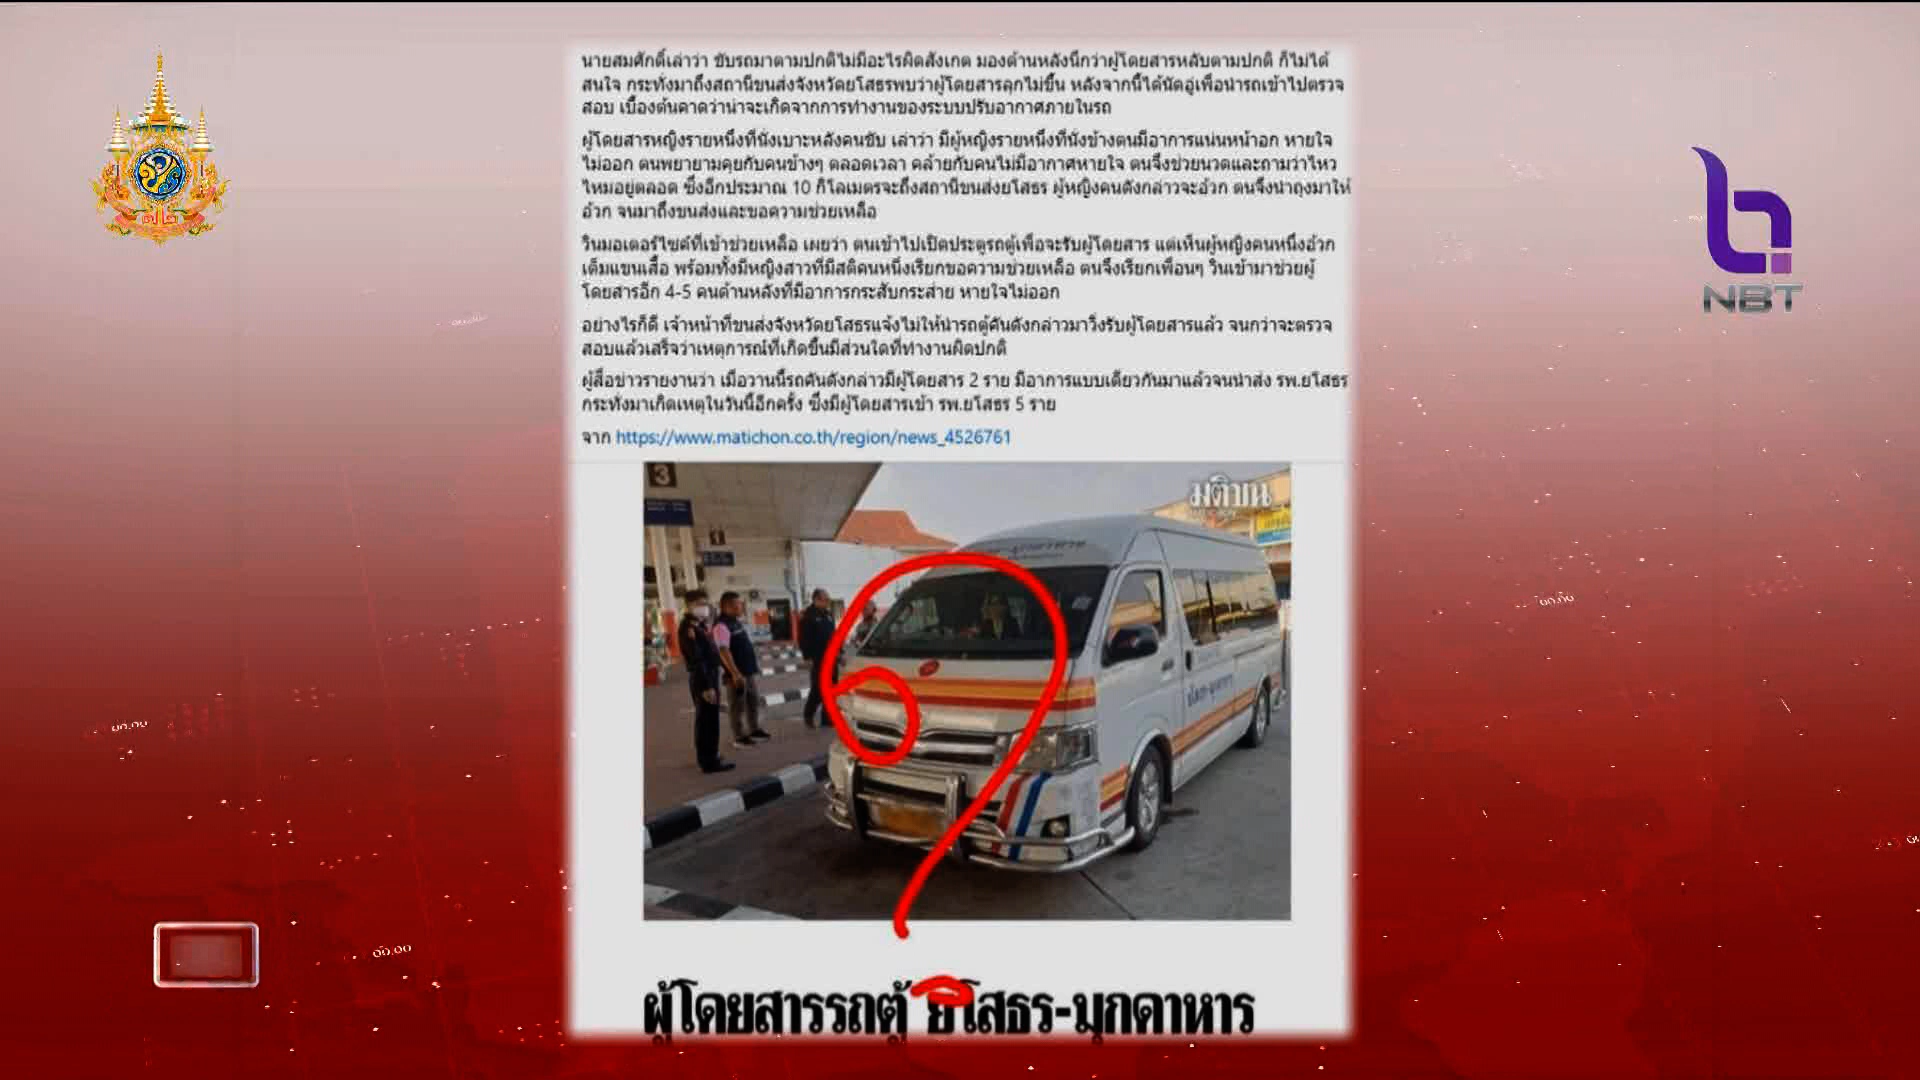 นายสมศักดิ์เล่าว่า ขับรถมาตามปกติไม่มีอะไรผิดสังเกต มองด้านหลังนึกว่าผู้โดยสารหลับตามปกติ ก็ไม่ได้
สนใจ กระทั่งมาถึงสถานีขนส่งจังหวัดยโสธรพบว่าผู้โดยสารลุกไม่ขึ้น หลังจากนี้ได้นัดอู่เพื่อนำรถเข้าไปตรวจ
สอบ เบื้องต้นคาดว่าน่าจะเกิดจากการทำงานของระบบปรับอากาศภายในรถ
ผู้โดยสารหญิงรายหนึ่งที่นั่งเบาะหลังคนขับ เล่าว่า มีผู้หญิงรายหนึ่งที่นั่งข้างตนมีอาการแน่นหน้าอก หายใจ
ไม่ออก ตนพยายามคุยกับคนข้างๆ ตลอดเวลา คล้ายกับคนไม่มีอากาศหายใจ ตนจึงช่วยนวดและถามว่าไหว
ไหมอยู่ตลอด ซึ่งอีกประมาณ 10 กิโลเมตรจะถึงสถานีขนส่งยโสธร ผู้หญิงคนดังกล่าวจะอ้วก ตนจึงนำถุงมาให้
อ้วก จนมาถึงขนส่งและขอความช่วยเหลือ
วินมอเตอร์ไซค์ที่เข้าช่วยเหลือ เผยว่า ตนเข้าไปเปิดประตูรถตู้เพื่อจะรับผู้โดยสาร แต่เห็นผู้หญิงคนหนึ่งอ้วก
เต็มแขนเสื้อ พร้อมทั้งมีหญิงสาวที่มีสติคนหนึ่งเรียกขอความช่วยเหลือ ตนจึงเรียกเพื่อนๆ วินเข้ามาช่วยผู้
โดยสารอีก 4-5 คนด้านหลังที่มีอาการกระสับกระส่าย หายใจไม่ออก
อย่างไรก็ดี เจ้าหน้าที่ขนส่งจังหวัดยโสธรแจ้งไม่ให้นำรถตู้คันดังกล่าวมาวิ่งรับผู้โดยสารแล้ว จนกว่าจะตรวจ
สอบแล้วเสร็จว่าเหตุการณ์ที่เกิดขึ้นมีส่วนใดที่ทำงานผิดปกติ
ผู้สื่อข่าวรายงานว่า เมื่อวานนี้รถคันดังกล่าวมีผู้โดยสาร 2 ราย มีอาการแบบเดียวกันมาแล้วจนนำส่ง รพ.ยโสธร
กระทั่งมาเกิดเหตุในวันนี้อีกครั้ง ซึ่งมีผู้โดยสารเข้า รพ.ยโสธร 5 ราย
จาก https://www.matichon.co.th/region/news_4526761
NBT
3
มติชน
1
ยโสธร-มุกดาหาร
ผู้โดยสารรถตู้ ยโสธร-มุกดาหาร